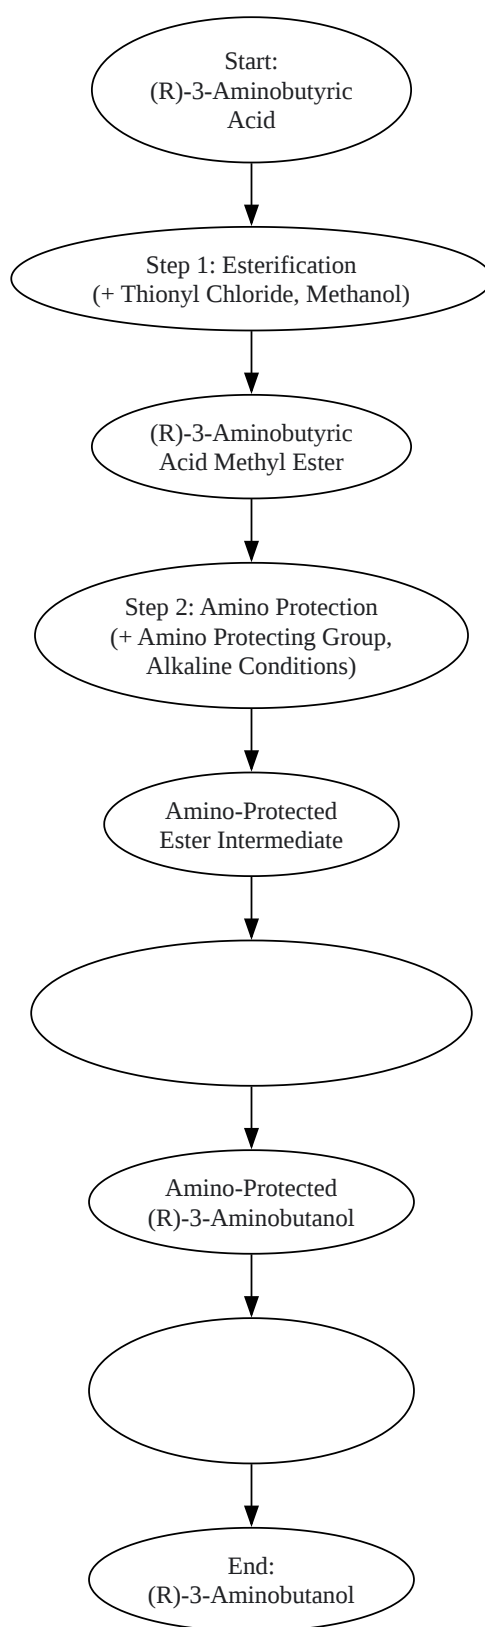 Start:
(R)-3-Aminobutyric
Acid
Step 1: Esterification
(+ Thionyl Chloride, Methanol)
(R)-3-Aminobutyric
Acid Methyl Ester
Step 2: Amino Protection
(+ Amino Protecting Group,
Alkaline Conditions)
Amino-Protected
Ester Intermediate
Amino-Protected
(R)-3-Aminobutanol
End:
(R)-3-Aminobutanol